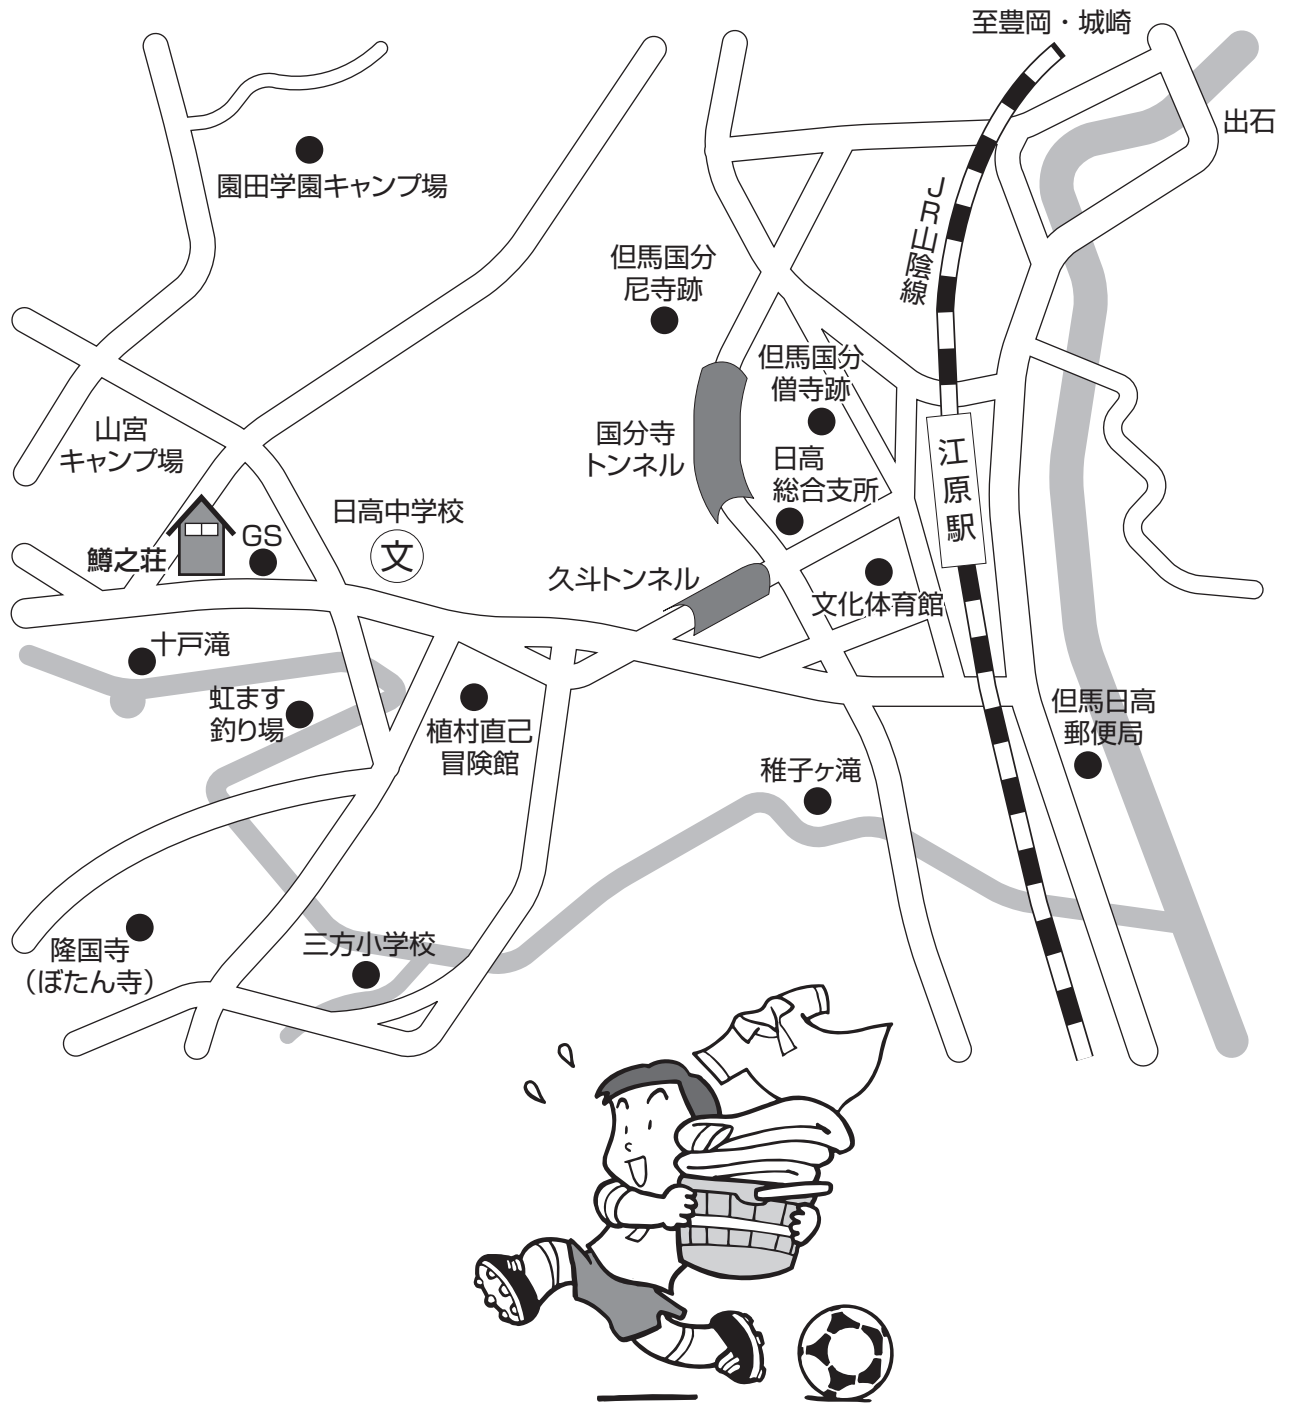 至豊岡・城崎
出石
園田学園キャンプ場
JR山陰線
但馬国分
尼寺跡
但馬国分
僧寺跡
国分寺
トンネル
日高
総合支所
江原駅
山宮
キャンプ場
日高中学校
文
GS
鱒之荘
久斗トンネル
文化体育館
十戸滝
虹ます
釣り場
植村直己
冒険館
但馬日高
郵便局
稚子ヶ滝
隆国寺
（ぼたん寺）
三方小学校